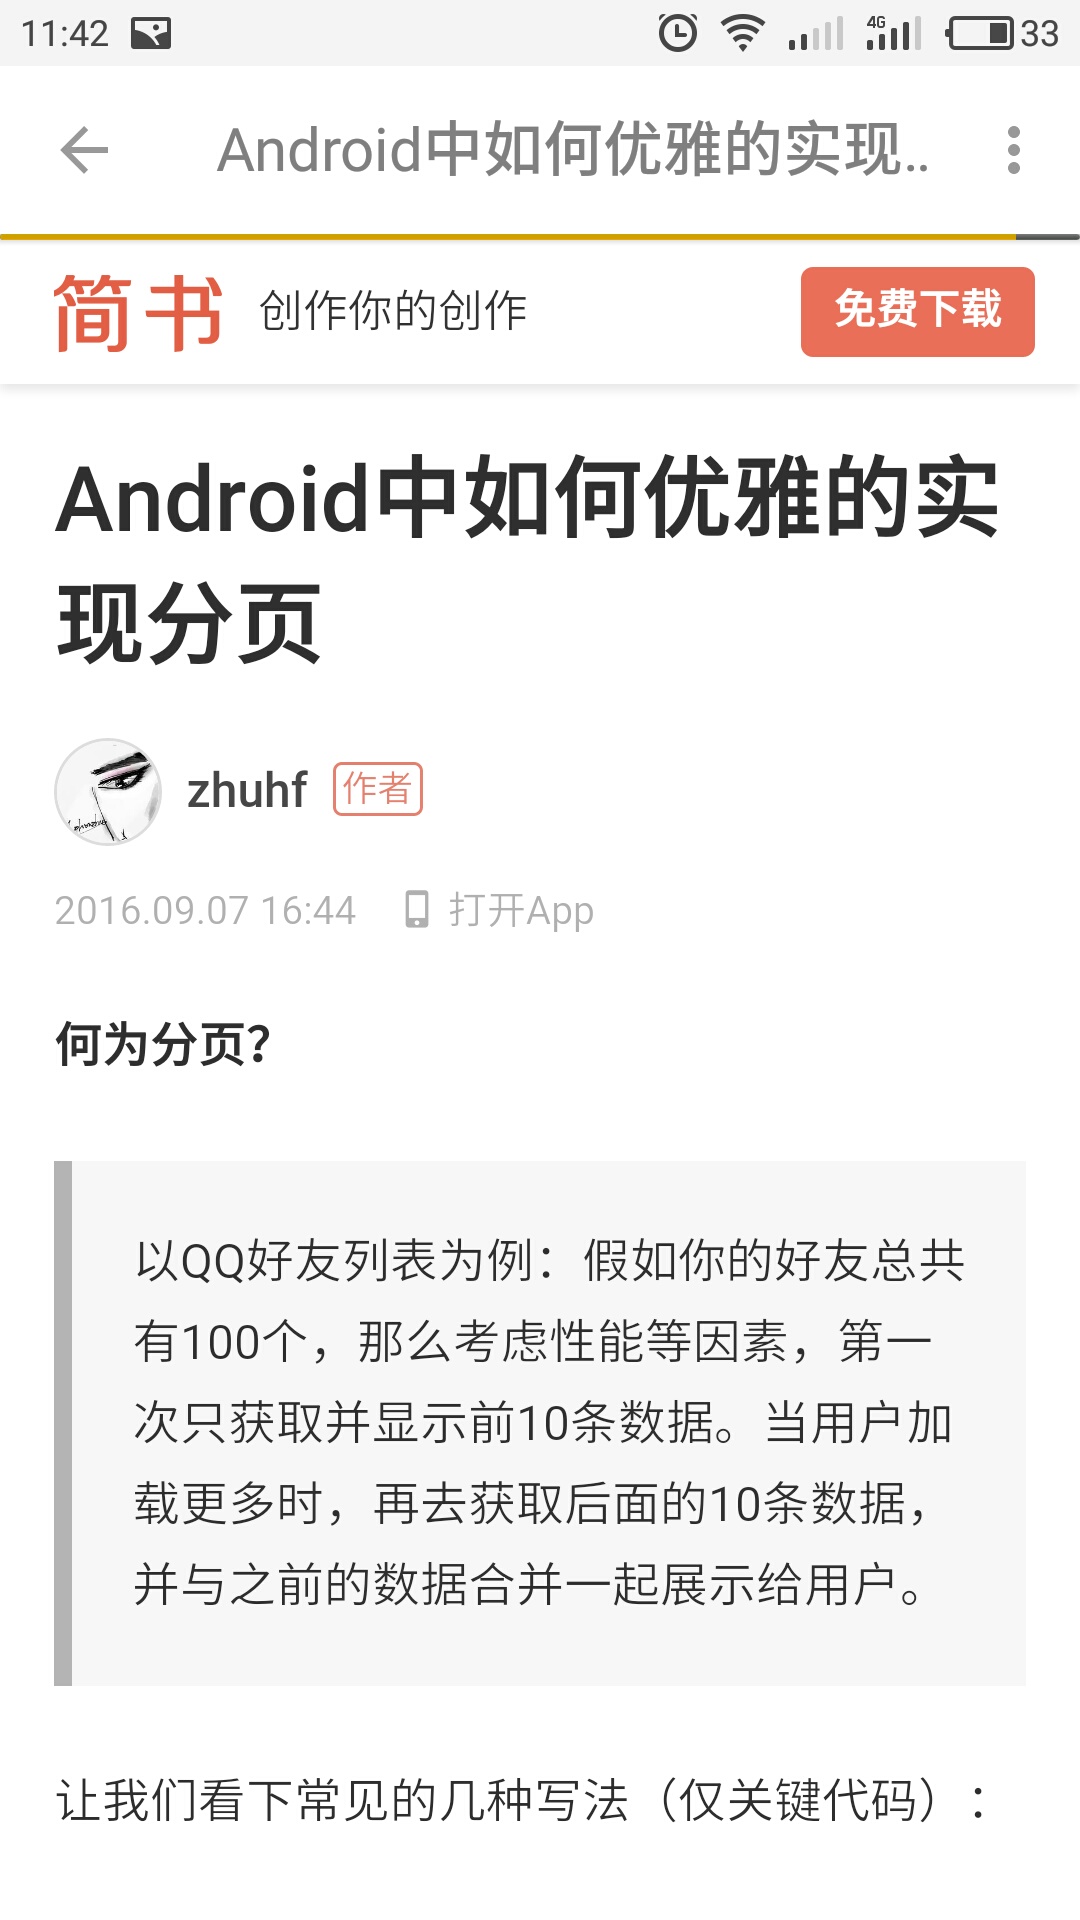 11:42 4G 33
Android中如何优雅的实现..
简书 创作你的创作 免费下载
Android中如何优雅的实
现分页
zhuhf 作者
2016.09.07 16:44 打开App
何为分页？
以QQ好友列表为例：假如你的好友总共
有100个，那么考虑性能等因素，第一
次只获取并显示前10条数据。当用户加
载更多时，再去获取后面的10条数据，
并与之前的数据合并一起展示给用户。
让我们看下常见的几种写法（仅关键代码）：